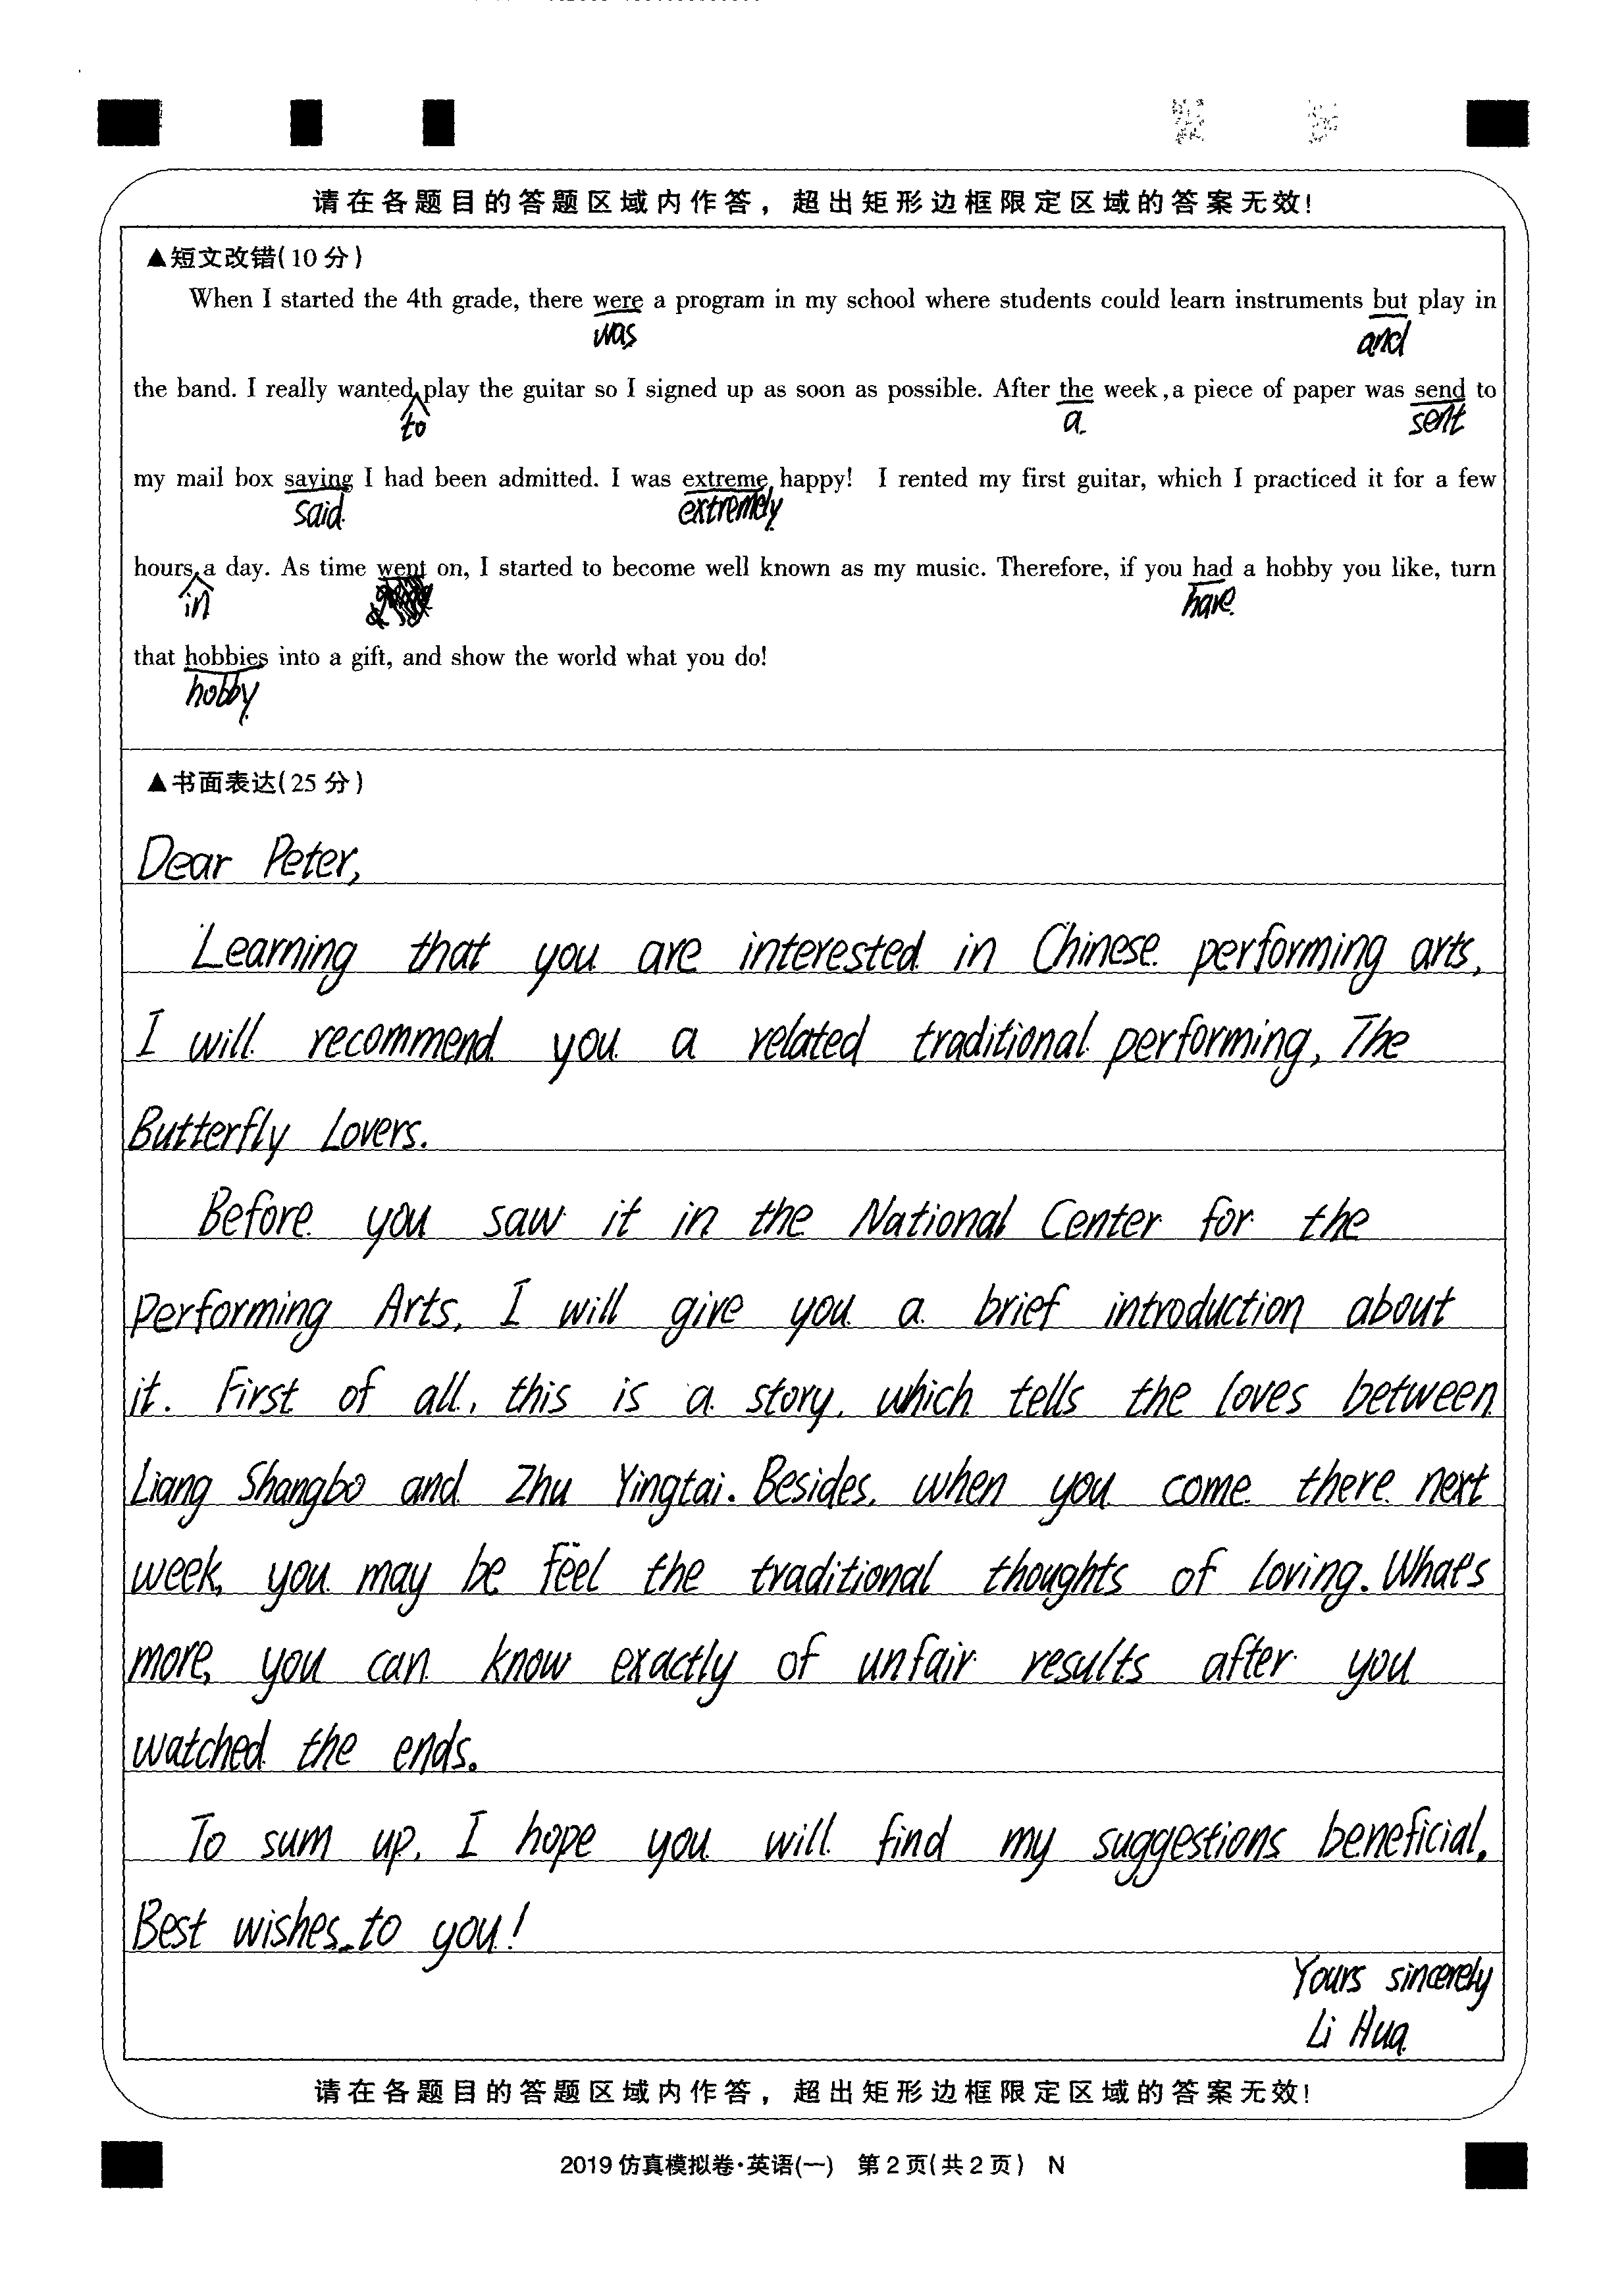 请在各题目的答题区域内作答，超出矩形边框限定区域的答案无效!
▲短文改错(10分)
When I started the 4th grade, there were a program in my school where students could learn instruments but play in
was and
the band. I really wanted play the guitar so I signed up as soon as possible. After the week, a piece of paper was send to
to a sent
my mail box saying I had been admitted. I was extreme happy! I rented my first guitar, which I practiced it for a few
said extremely
hours a day. As time went on, I started to become well known as my music. Therefore, if you had a hobby you like, turn
in have
that hobbies into a gift, and show the world what you do!
hobby
▲书面表达(25分)
Dear Peter,
Learning that you are interested in Chinese performing arts,
I will recommend you a related traditional performing, The
Butterfly Lovers.
Before you saw it in the National Center for the
Performing Arts, I will give you a brief introduction about
it. First of all, this is a story, which tells the loves between
Liang Shangbo and Zhu Yingtai. Besides, when you come there next
week, you may be feel the traditional thoughts of loving. What's
more, you can know exactly of unfair results after you
watched the ends.
To sum up, I hope you will find my suggestions beneficial.
Best wishes to you!
Yours sincerely
Li Hua
请在各题目的答题区域内作答，超出矩形边框限定区域的答案无效!
2019仿真模拟卷·英语(一) 第2页(共2页) N